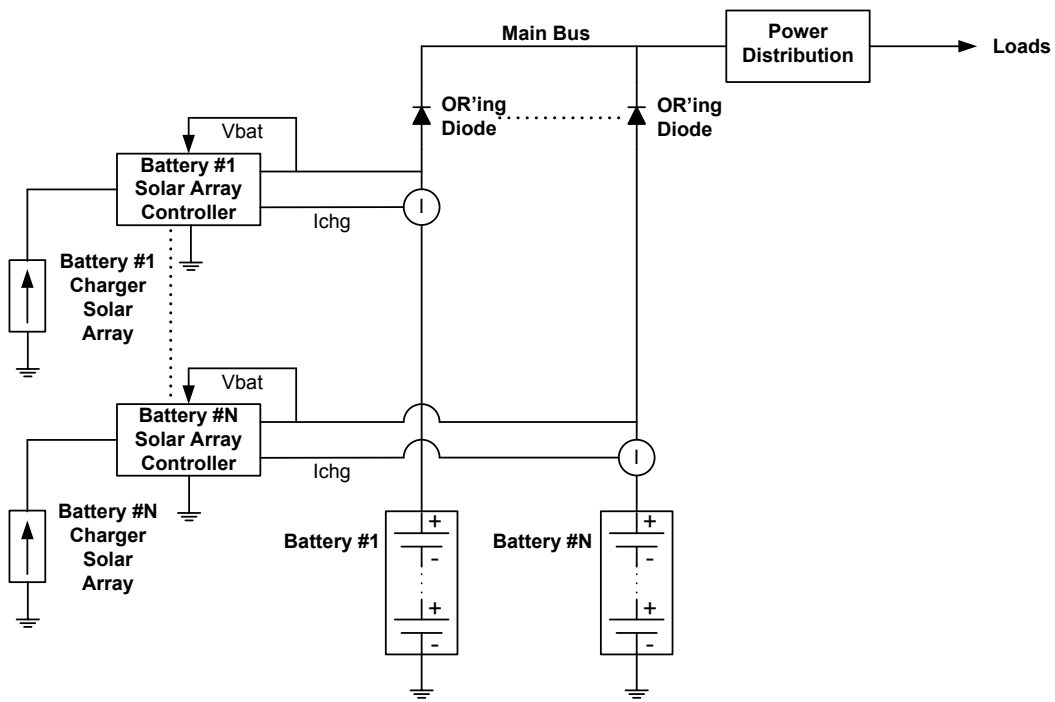 Main Bus
Power
Distribution
Loads
OR'ing
Diode
OR'ing
Diode
Vbat
Battery #1
Solar Array
Controller
I
Ichg
Battery #1
Charger
Solar
Array
Vbat
Battery #N
Solar Array
Controller
I
Ichg
Battery #N
Charger
Solar
Array
Battery #1
+
-
+
-
Battery #N
+
-
+
-